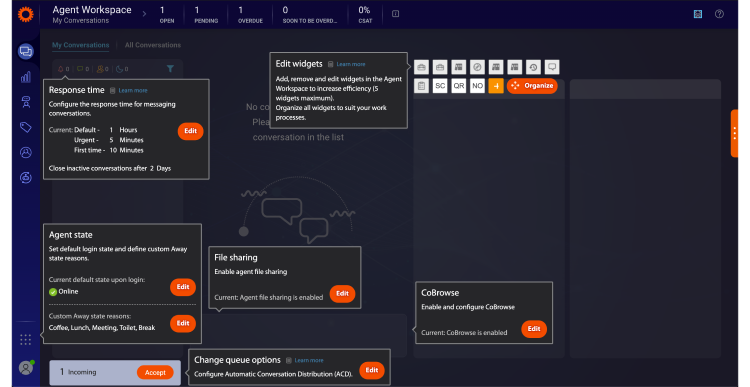 Agent Workspace
My Conversations
1
OPEN
1
PENDING
1
OVERDUE
0
SOON TO BE OVERD...
0%
CSAT
My Conversations
All Conversations
0 0 0 0
Response time Learn more
Configure the response time for messaging
conversations.
Current: Default - 1 Hours
Urgent - 5 Minutes
First time - 10 Minutes
Edit
Close inactive conversations after 2 Days
Edit widgets Learn more
Add, remove and edit widgets in the Agent
Workspace to increase efficiency (5
widgets maximum).
Organize all widgets to suit your work
processes.
SC QR NO
Organize
No co
Plea
conversation in the list
Agent state
Set default login state and define custom Away
state reasons.
Current default state upon login:
Online
Edit
Custom Away state reasons:
Coffee, Lunch, Meeting, Toilet, Break
Edit
File sharing
Enable agent file sharing
Current: Agent file sharing is enabled
Edit
CoBrowse
Enable and configure CoBrowse
Current: CoBrowse is enabled
Edit
1 Incoming
Accept
Change queue options Learn more
Configure Automatic Conversation Distribution (ACD).
Edit